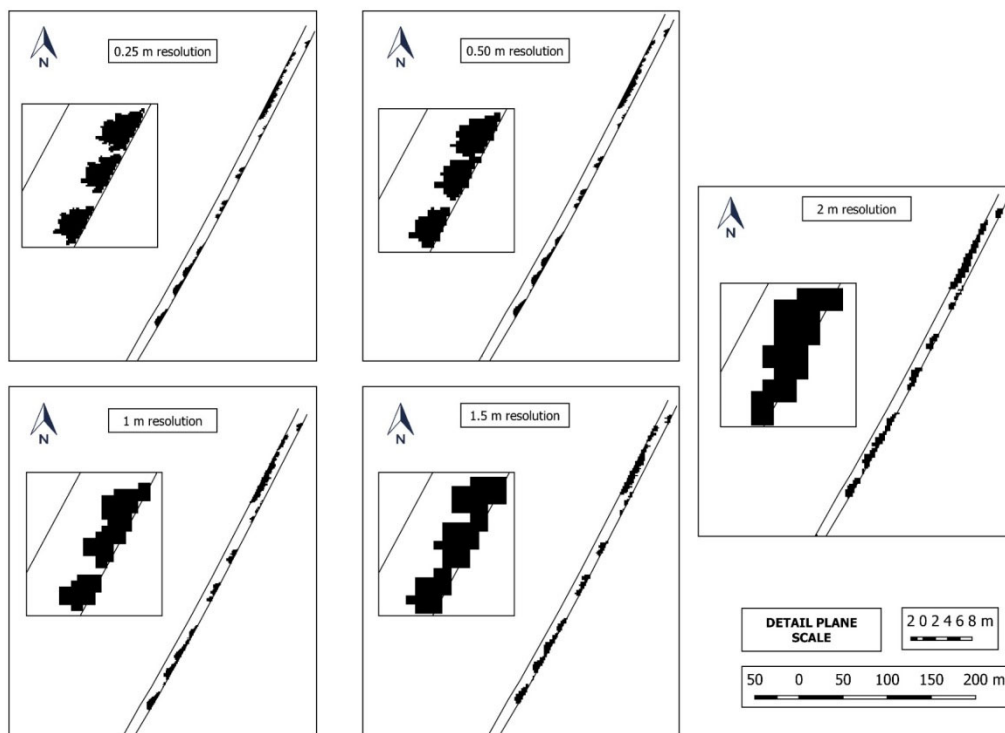 N
0.25 m resolution
N
0.50 m resolution
N
2 m resolution
N
1 m resolution
N
1.5 m resolution
DETAIL PLANE
SCALE
2 0 2 4 6 8 m
50 0 50 100 150 200 m